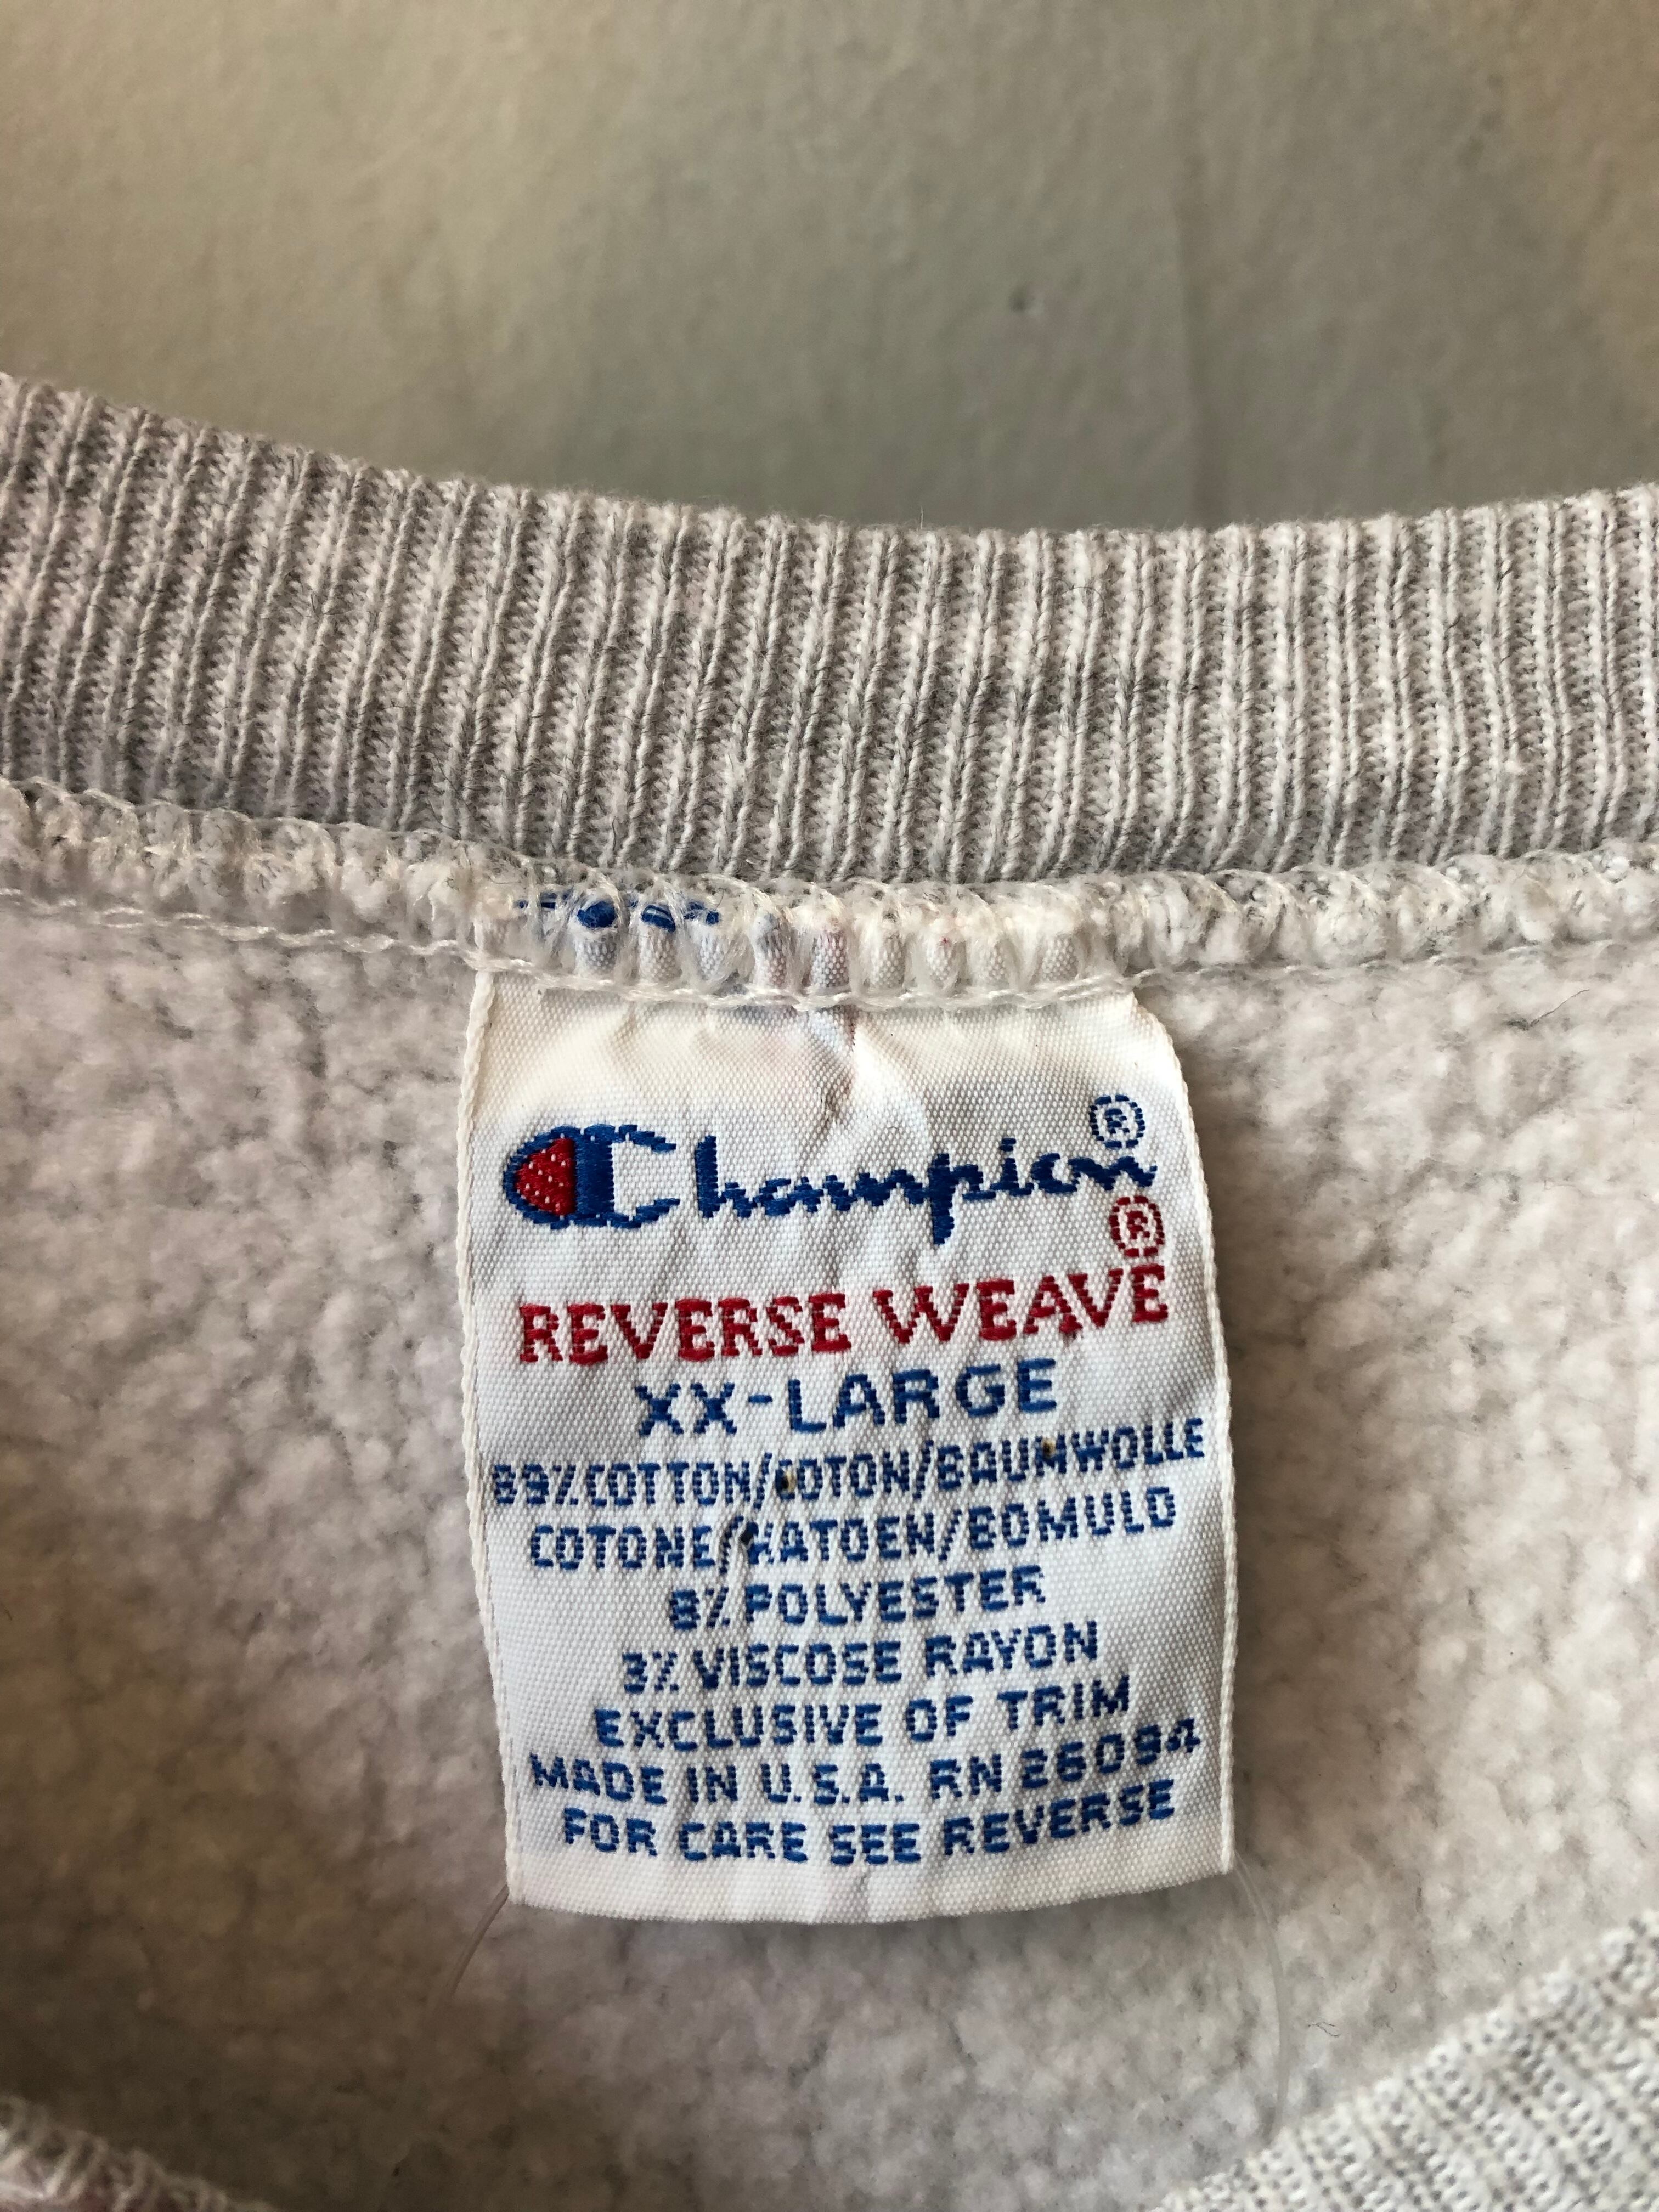 Champion®
REVERSE WEAVE®
XX-LARGE
89% COTTON/COTON/BAUMWOLLE
COTONE/KATOEN/BOMULD
8% POLYESTER
3% VISCOSE RAYON
EXCLUSIVE OF TRIM
MADE IN U.S.A. RN 26094
FOR CARE SEE REVERSE